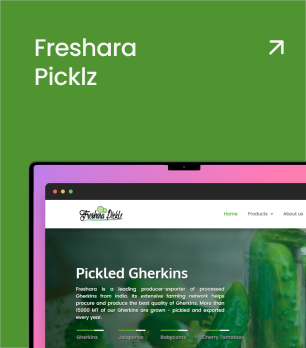 Freshara
Picklz
Freshara Picklz
Home Products About us
Pickled Gherkins
Freshara is a leading producer-exporter of processed
Gherkins from India, its extensive farming network helps
procure and produce the best quality of Gherkins. More than
15000 MT of our Gherkins are grown - pickled and exported
every year.
Gherkins Jalapenos Babycorns Cherry Tomatoes